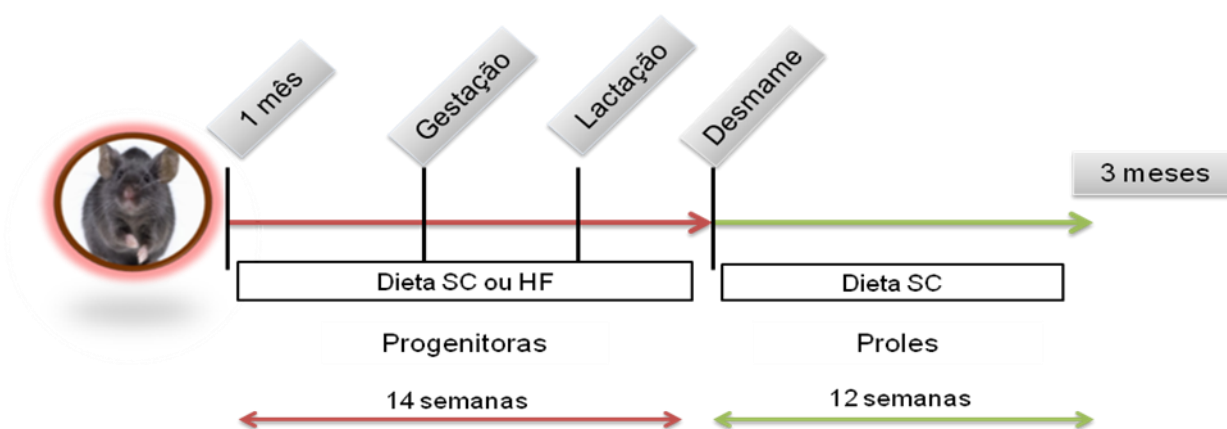 1 mês
Gestação
Lactação
Desmame
3 meses
Dieta SC ou HF
Dieta SC
Progenitoras
Proles
14 semanas
12 semanas